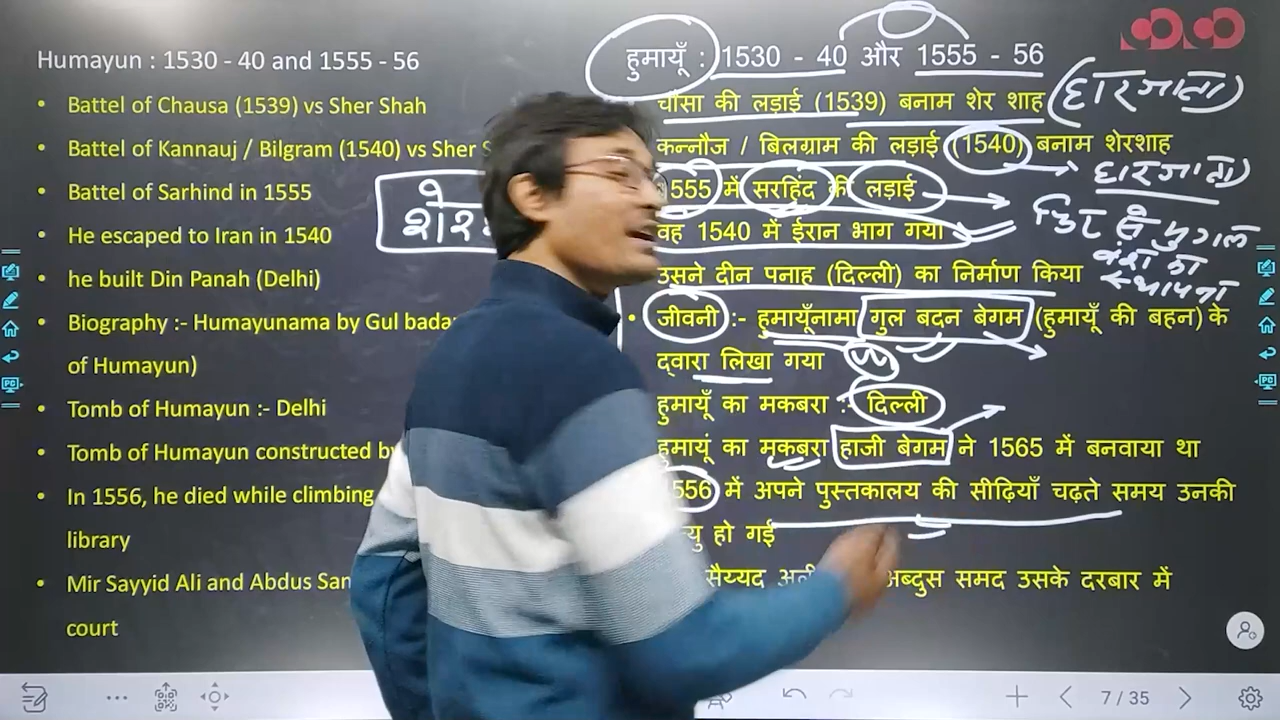 Humayun : 1530 - 40 and 1555 - 56
• Battel of Chausa (1539) vs Sher Shah
• Battel of Kannauj / Bilgram (1540) vs Sher
• Battel of Sarhind in 1555
• He escaped to Iran in 1540
• he built Din Panah (Delhi)
• Biography :- Humayunama by Gul
of Humayun)
• Tomb of Humayun :- Delhi
• Tomb of Humayun constructed
• In 1556, he died while climbing
library
• Mir Sayyid Ali and Abdus
court
शेर
हुमायूँ : 1530 - 40 और 1555 - 56
चौसा की लड़ाई (1539) बनाम शेर शाह (हारजाता)
कन्नौज / बिलग्राम की लड़ाई (1540) बनाम शेरशाह
हारजाता)
1555 में सरहिंद की लड़ाई
फिर से मुगल
वंश का
स्थापना
वह 1540 में ईरान भाग गया
उसने दीन पनाह (दिल्ली) का निर्माण किया
• जीवनी :- हुमायूँनामा गुल बदन बेगम (हुमायूँ की बहन) के
द्वारा लिखा गया
हुमायूँ का मकबरा :- दिल्ली
हुमायूं का मकबरा हाजी बेगम ने 1565 में बनवाया था
1556 में अपने पुस्तकालय की सीढ़ियाँ चढ़ते समय उनकी
हो गई
सैय्यद अब्दुस समद उसके दरबार में
7 / 35